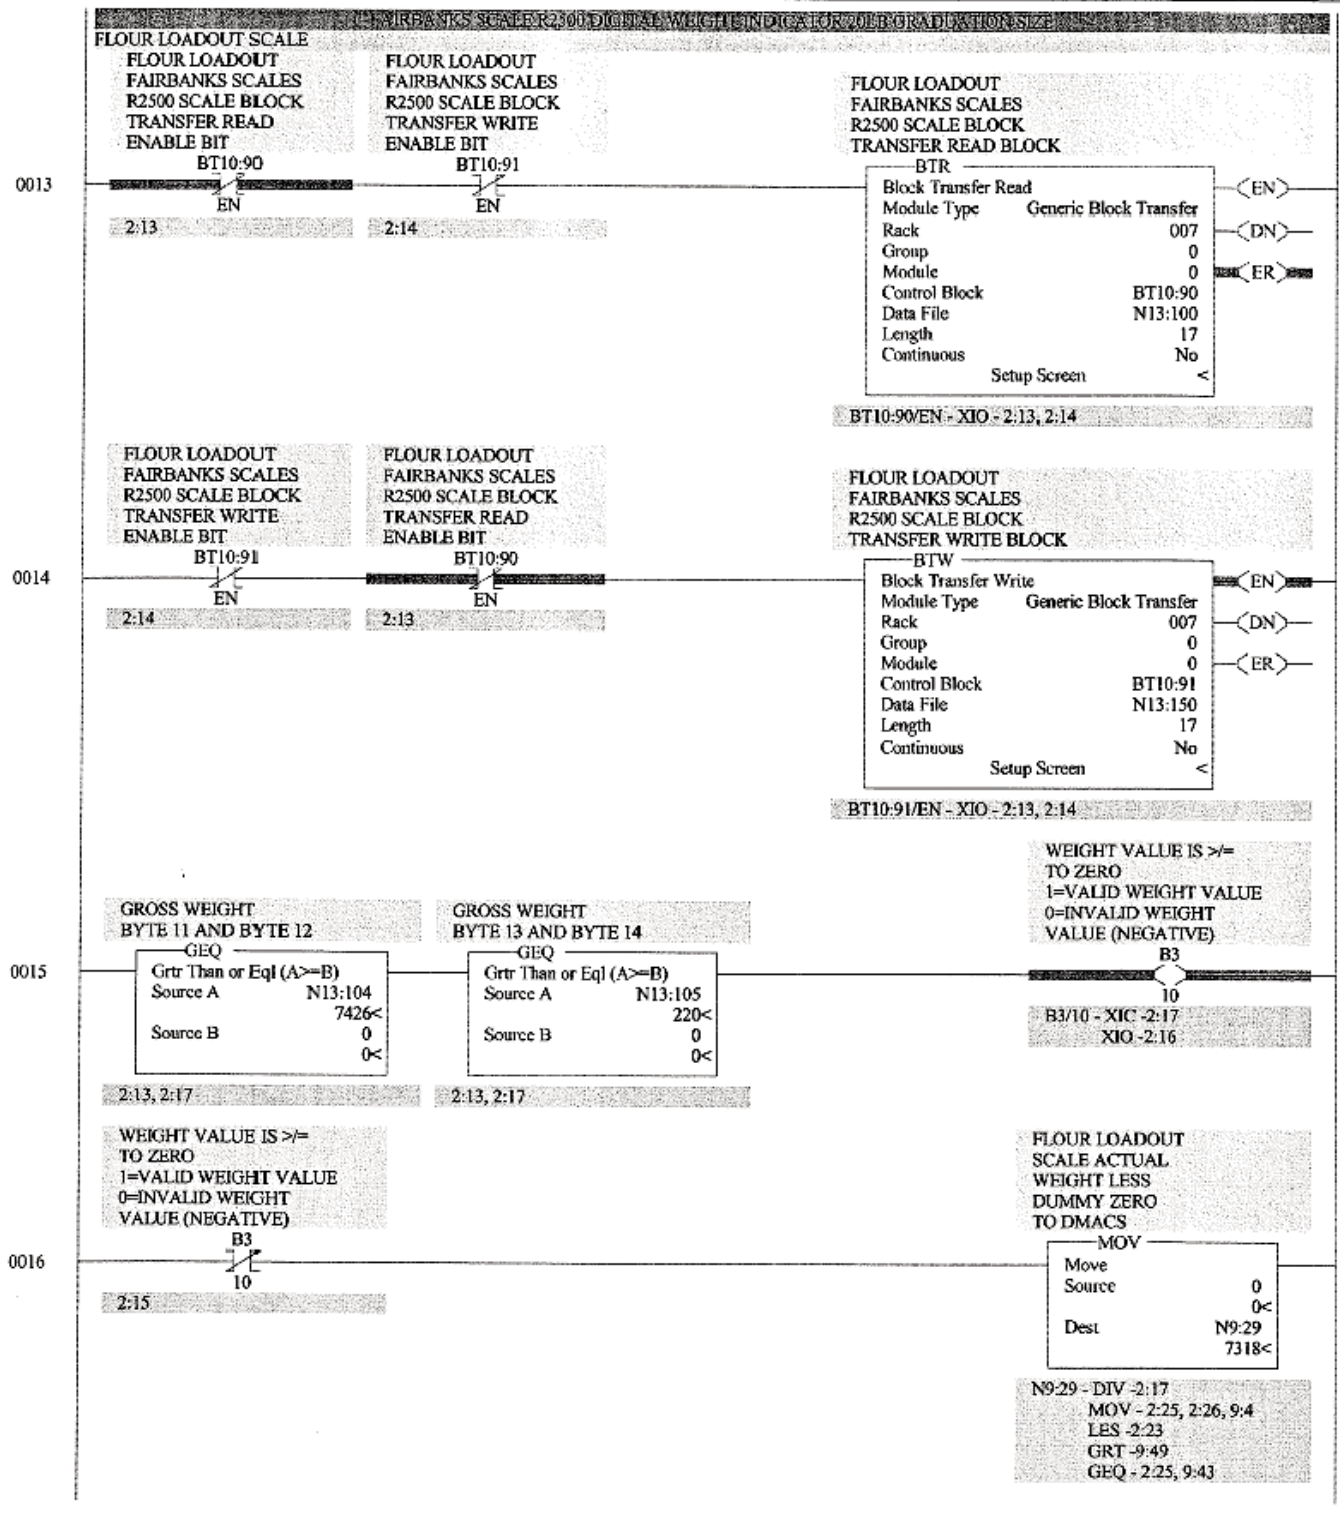 FAIRBANKS SCALE R2500 DIGITAL WEIGHT INDICATOR 20LB GRADUATION SIZE
FLOUR LOADOUT SCALE
FLOUR LOADOUT
FAIRBANKS SCALES
R2500 SCALE BLOCK
TRANSFER READ
ENABLE BIT
BT10:90
EN
2:13
FLOUR LOADOUT
FAIRBANKS SCALES
R2500 SCALE BLOCK
TRANSFER WRITE
ENABLE BIT
BT10:91
EN
2:14
FLOUR LOADOUT
FAIRBANKS SCALES
R2500 SCALE BLOCK
TRANSFER READ BLOCK
0013
BTR
Block Transfer Read
Module Type Generic Block Transfer
Rack 007
Group 0
Module 0
Control Block BT10:90
Data File N13:100
Length 17
Continuous No
Setup Screen <
EN
DN
ER
BT10:90/EN - XIO - 2:13, 2:14
FLOUR LOADOUT
FAIRBANKS SCALES
R2500 SCALE BLOCK
TRANSFER WRITE
ENABLE BIT
BT10:91
EN
2:14
FLOUR LOADOUT
FAIRBANKS SCALES
R2500 SCALE BLOCK
TRANSFER READ
ENABLE BIT
BT10:90
EN
2:13
FLOUR LOADOUT
FAIRBANKS SCALES
R2500 SCALE BLOCK
TRANSFER WRITE BLOCK
0014
BTW
Block Transfer Write
Module Type Generic Block Transfer
Rack 007
Group 0
Module 0
Control Block BT10:91
Data File N13:150
Length 17
Continuous No
Setup Screen <
EN
DN
ER
BT10:91/EN - XIO - 2:13, 2:14
0015
GROSS WEIGHT
BYTE 11 AND BYTE 12
GEQ
Grtr Than or Eql (A>=B)
Source A N13:104
7426<
Source B 0
0<
2:13, 2:17
GROSS WEIGHT
BYTE 13 AND BYTE 14
GEQ
Grtr Than or Eql (A>=B)
Source A N13:105
220<
Source B 0
0<
2:13, 2:17
WEIGHT VALUE IS >/=
TO ZERO
1=VALID WEIGHT VALUE
0=INVALID WEIGHT
VALUE (NEGATIVE)
B3
10
B3/10 - XIC -2:17
XIO -2:16
0016
WEIGHT VALUE IS >/=
TO ZERO
1=VALID WEIGHT VALUE
0=INVALID WEIGHT
VALUE (NEGATIVE)
B3
10
2:15
FLOUR LOADOUT
SCALE ACTUAL
WEIGHT LESS
DUMMY ZERO
TO DMACS
MOV
Move
Source 0
0<
Dest N9:29
7318<
N9:29 - DIV -2:17
MOV - 2:25, 2:26, 9:4
LES -2:23
GRT -9:49
GEQ - 2:25, 9:43